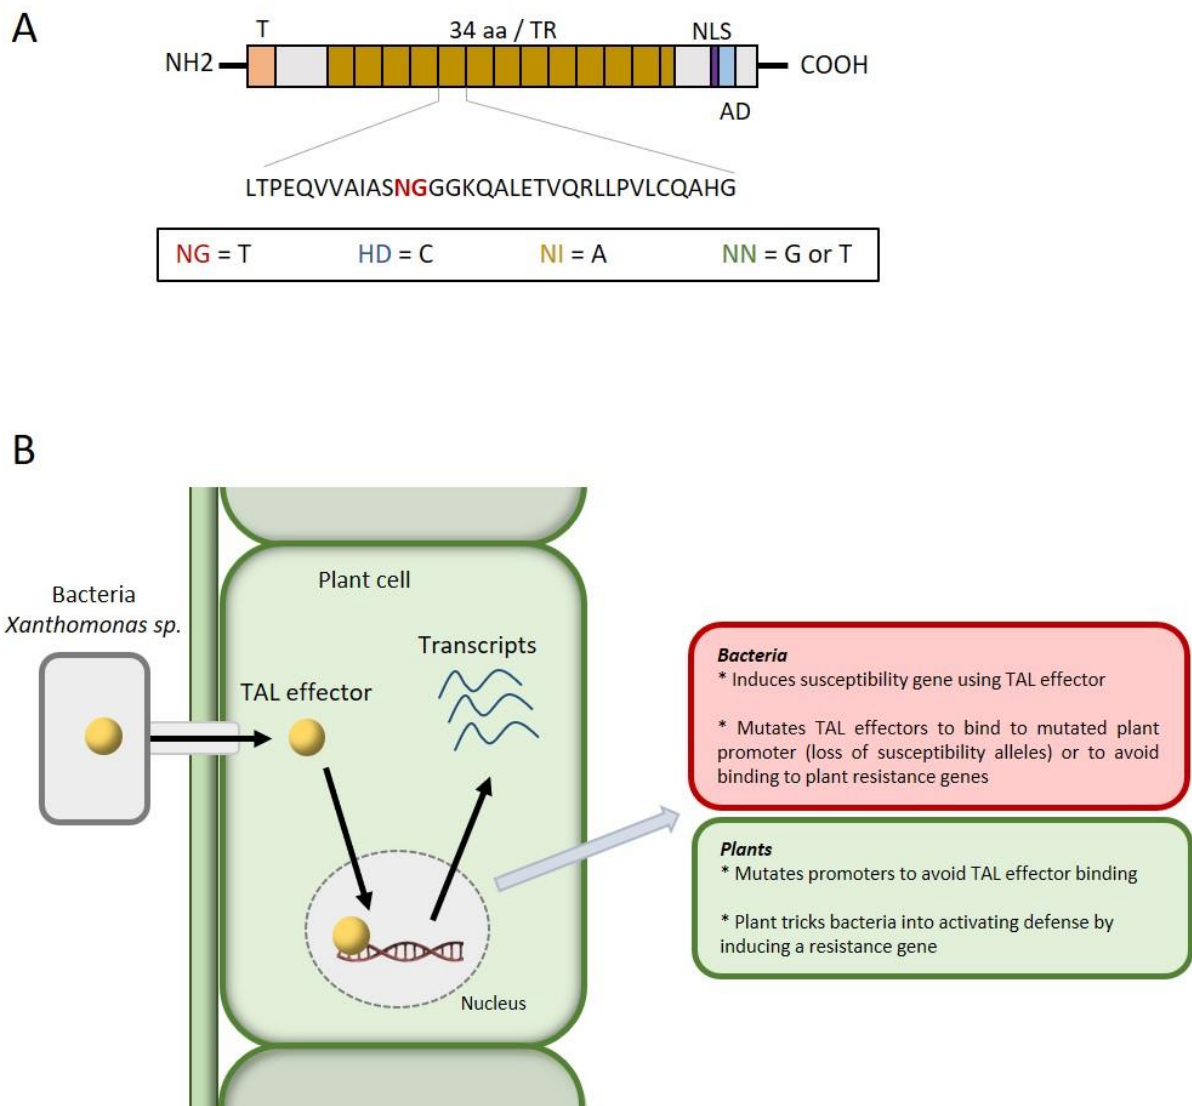 A
T
34 aa / TR
NLS
NH2
COOH
AD
LTPEQVVAIASNGGGKQALETVQRLLPVLCQAHG
NG = T
HD = C
NI = A
NN = G or T
B
Plant cell
Bacteria
Xanthomonas sp.
Transcripts
TAL effector
Nucleus
Bacteria
* Induces susceptibility gene using TAL effector
* Mutates TAL effectors to bind to mutated plant
promoter (loss of susceptibility alleles) or to avoid
binding to plant resistance genes
Plants
* Mutates promoters to avoid TAL effector binding
* Plant tricks bacteria into activating defense by
inducing a resistance gene